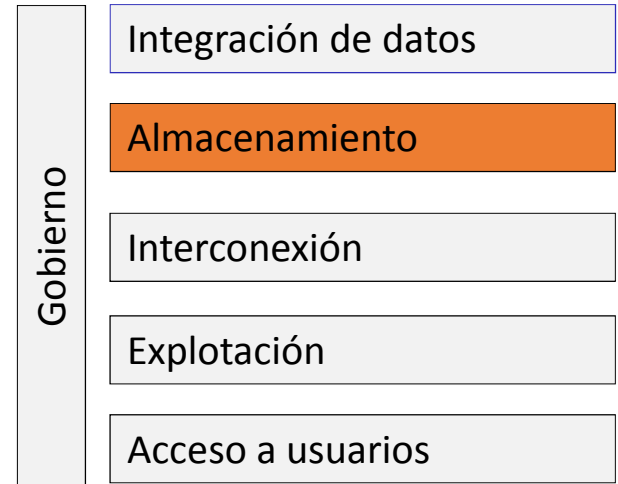 Gobierno
Integración de datos
Almacenamiento
Interconexión
Explotación
Acceso a usuarios